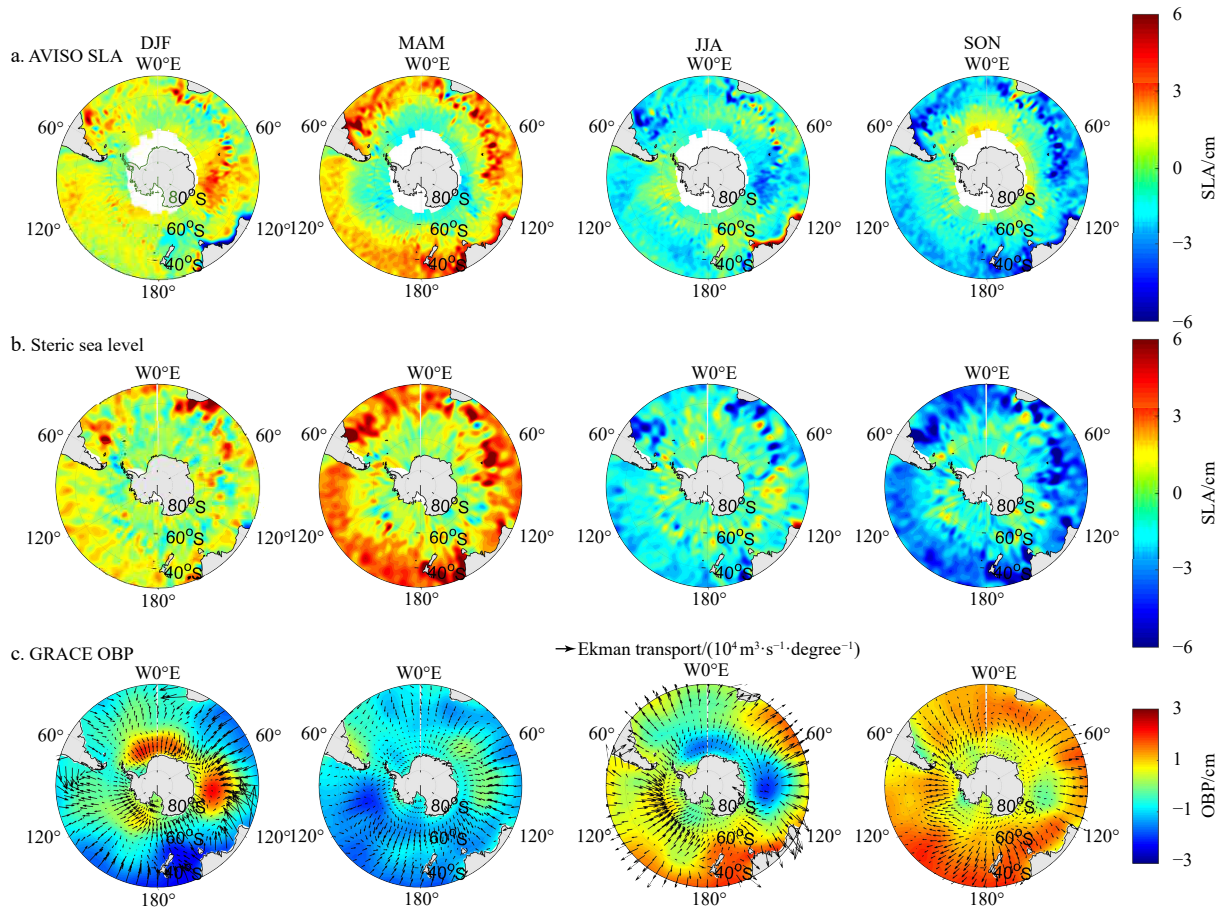 DJF MAM JJA SON
a. AVISO SLA
W0°E W0°E W0°E W0°E
60° 60° 60° 60° 60° 60° 60° 60°
80°S 80°S 80°S 80°S
60°S 60°S 60°S 60°S
120° 120° 120° 120° 120° 120° 120° 120°
40°S 40°S 40°S 40°S
180° 180° 180° 180°
6
3
0
−3
−6
SLA/cm
b. Steric sea level
W0°E W0°E W0°E W0°E
60° 60° 60° 60° 60° 60° 60° 60°
80°S 80°S 80°S 80°S
60°S 60°S 60°S 60°S
120° 120° 120° 120° 120° 120° 120° 120°
40°S 40°S 40°S 40°S
180° 180° 180° 180°
6
3
0
−3
−6
SLA/cm
c. GRACE OBP
Ekman transport/(10⁴ m³·s⁻¹·degree⁻¹)
W0°E W0°E W0°E W0°E
60° 60° 60° 60° 60° 60° 60° 60°
80°S 80°S 80°S 80°S
60°S 60°S 60°S 60°S
120° 120° 120° 120° 120° 120° 120° 120°
40°S 40°S 40°S 40°S
180° 180° 180° 180°
3
1
−1
−3
OBP/cm